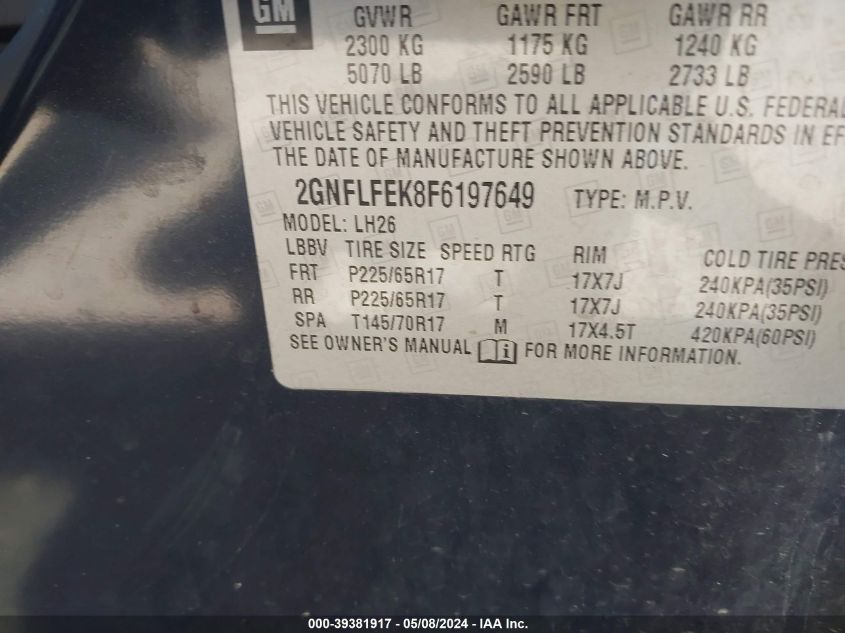 GM
GVWR GAWR FRT GAWR RR
2300 KG 1175 KG 1240 KG
5070 LB 2590 LB 2733 LB
THIS VEHICLE CONFORMS TO ALL APPLICABLE U.S. FEDERAL
VEHICLE SAFETY AND THEFT PREVENTION STANDARDS IN EF
THE DATE OF MANUFACTURE SHOWN ABOVE.
2GNFLFEK8F6197649 TYPE: M.P.V.
MODEL: LH26
LBBV TIRE SIZE SPEED RTG RIM COLD TIRE PRES
FRT P225/65R17 T 17X7J 240KPA(35PSI)
RR P225/65R17 T 17X7J 240KPA(35PSI)
SPA T145/70R17 M 17X4.5T 420KPA(60PSI)
SEE OWNER'S MANUAL i FOR MORE INFORMATION.
000-39381917 - 05/08/2024 - IAA Inc.